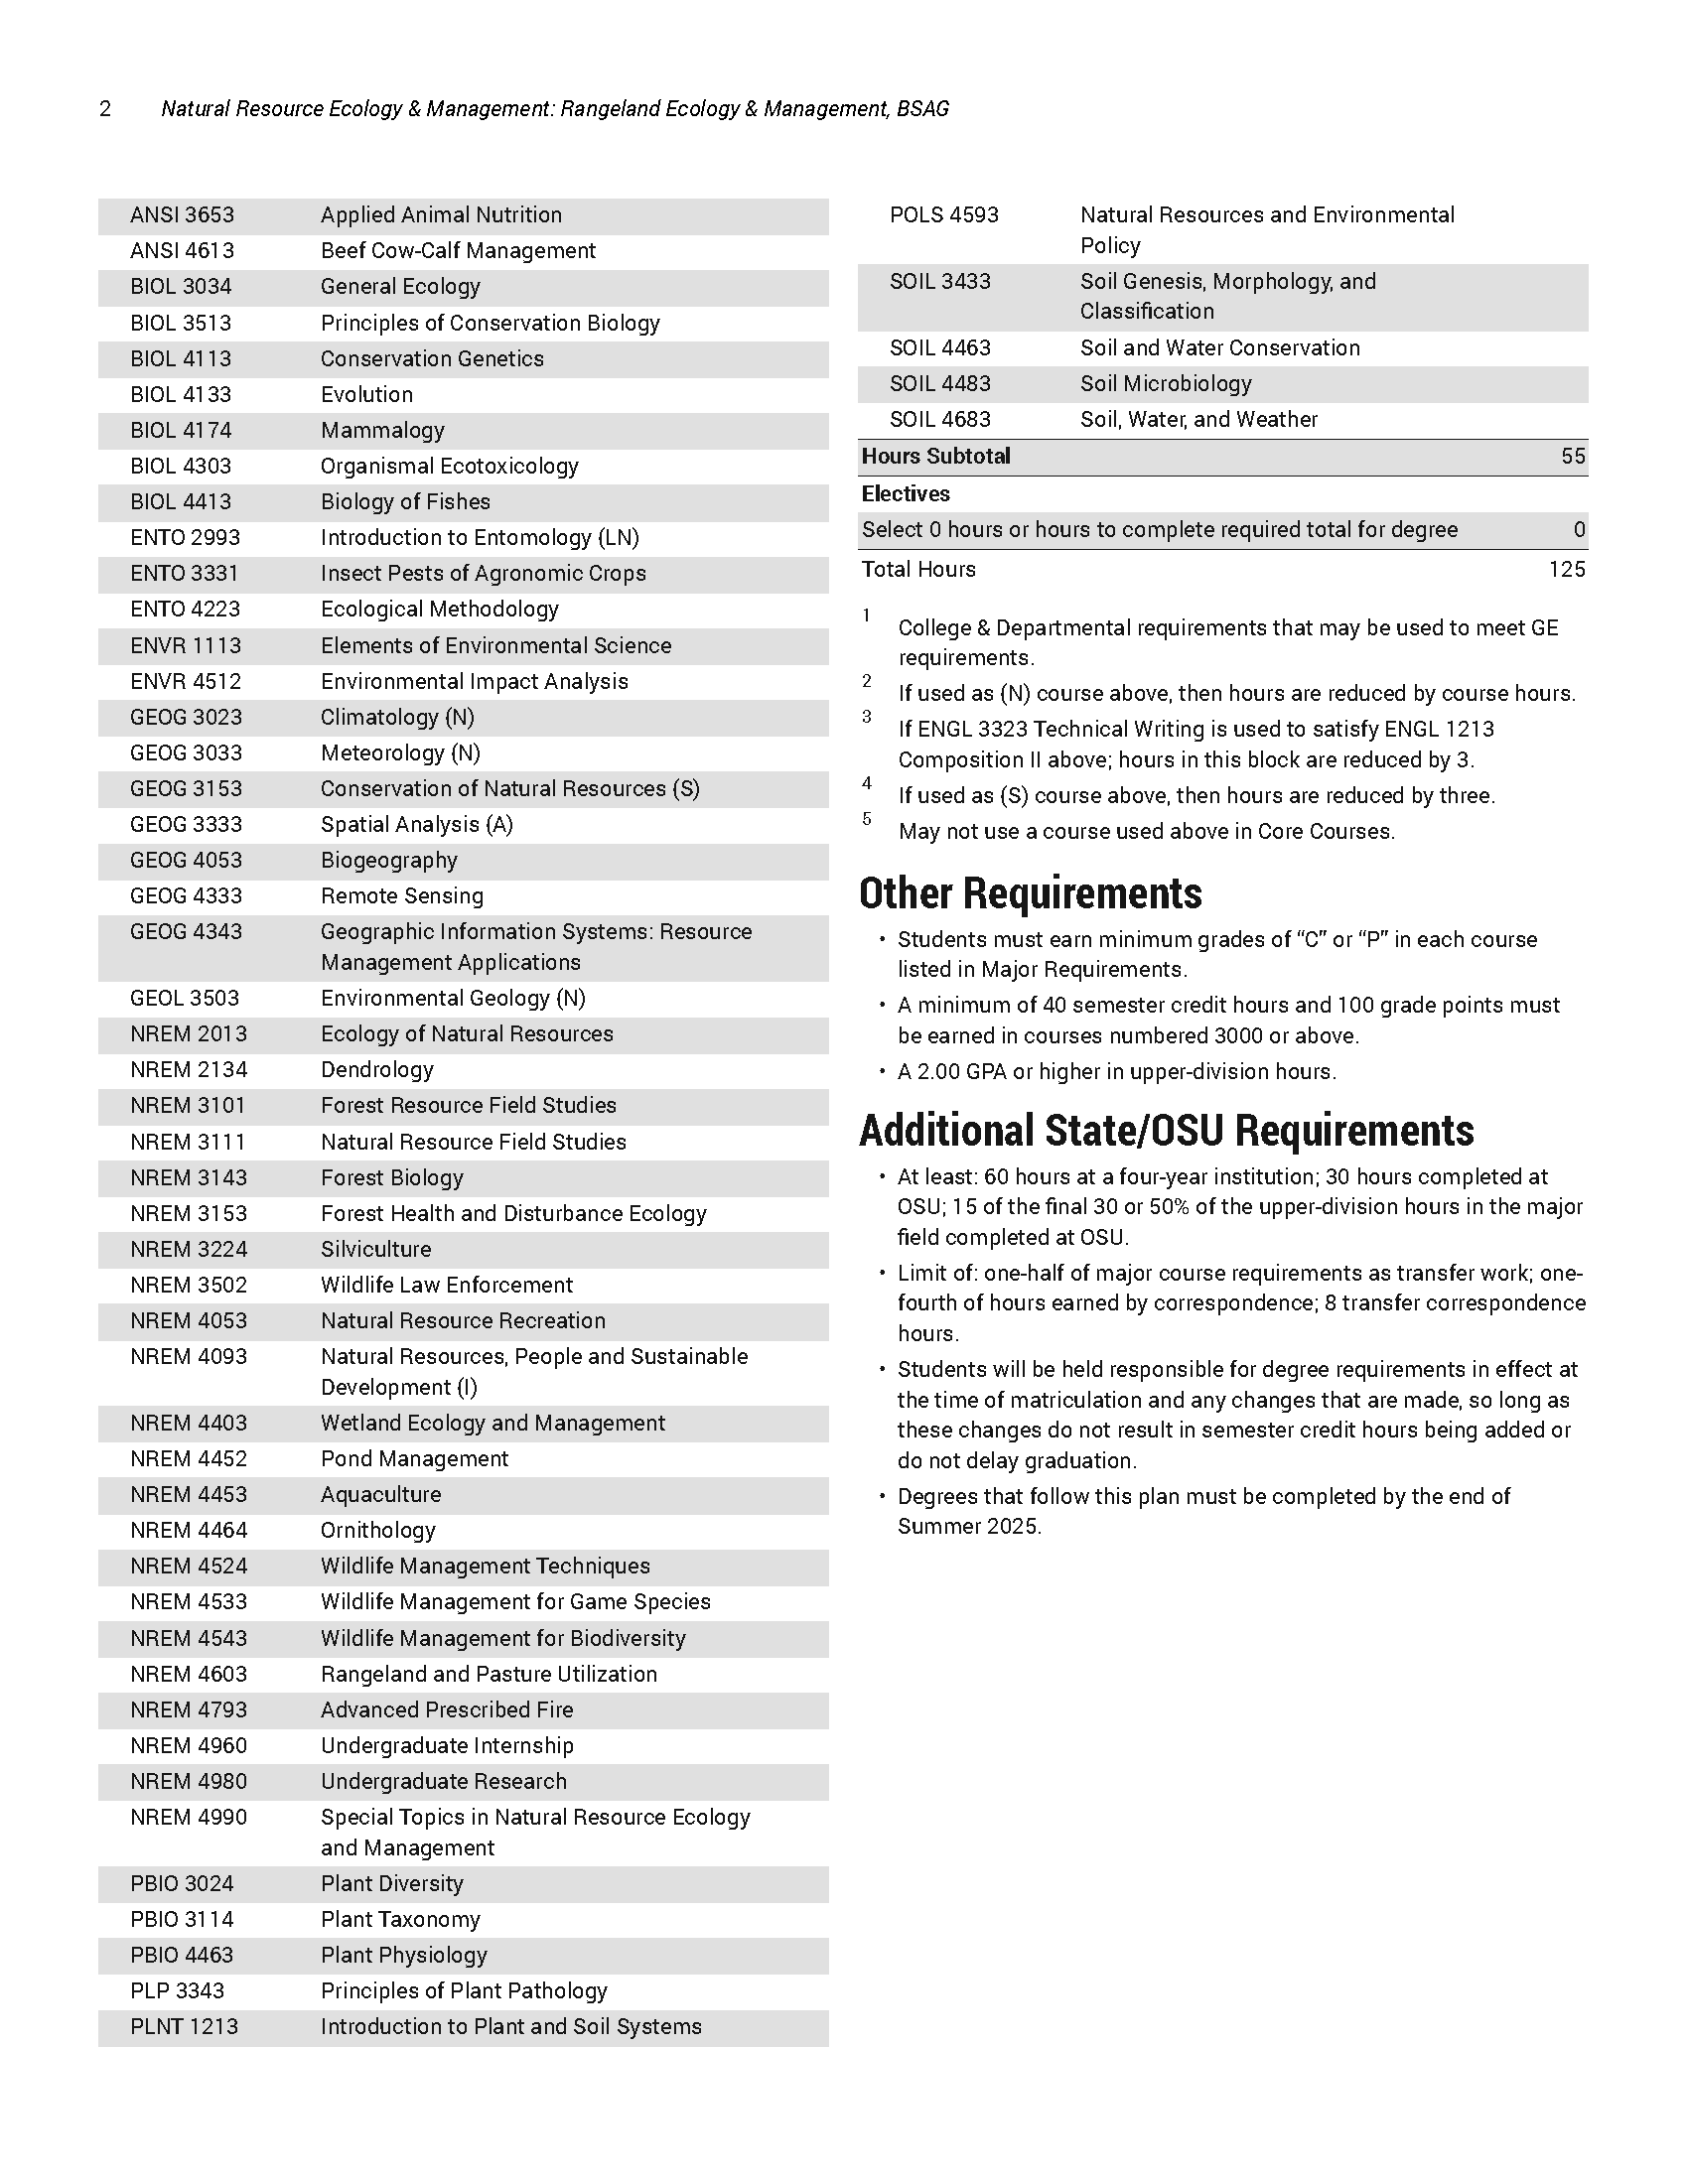 2 Natural Resource Ecology & Management: Rangeland Ecology & Management, BSAG
ANSI 3653 Applied Animal Nutrition
ANSI 4613 Beef Cow-Calf Management
BIOL 3034 General Ecology
BIOL 3513 Principles of Conservation Biology
BIOL 4113 Conservation Genetics
BIOL 4133 Evolution
BIOL 4174 Mammalogy
BIOL 4303 Organismal Ecotoxicology
BIOL 4413 Biology of Fishes
ENTO 2993 Introduction to Entomology (LN)
ENTO 3331 Insect Pests of Agronomic Crops
ENTO 4223 Ecological Methodology
ENVR 1113 Elements of Environmental Science
ENVR 4512 Environmental Impact Analysis
GEOG 3023 Climatology (N)
GEOG 3033 Meteorology (N)
GEOG 3153 Conservation of Natural Resources (S)
GEOG 3333 Spatial Analysis (A)
GEOG 4053 Biogeography
GEOG 4333 Remote Sensing
GEOG 4343 Geographic Information Systems: Resource
Management Applications
GEOL 3503 Environmental Geology (N)
NREM 2013 Ecology of Natural Resources
NREM 2134 Dendrology
NREM 3101 Forest Resource Field Studies
NREM 3111 Natural Resource Field Studies
NREM 3143 Forest Biology
NREM 3153 Forest Health and Disturbance Ecology
NREM 3224 Silviculture
NREM 3502 Wildlife Law Enforcement
NREM 4053 Natural Resource Recreation
NREM 4093 Natural Resources, People and Sustainable
Development (I)
NREM 4403 Wetland Ecology and Management
NREM 4452 Pond Management
NREM 4453 Aquaculture
NREM 4464 Ornithology
NREM 4524 Wildlife Management Techniques
NREM 4533 Wildlife Management for Game Species
NREM 4543 Wildlife Management for Biodiversity
NREM 4603 Rangeland and Pasture Utilization
NREM 4793 Advanced Prescribed Fire
NREM 4960 Undergraduate Internship
NREM 4980 Undergraduate Research
NREM 4990 Special Topics in Natural Resource Ecology
and Management
PBIO 3024 Plant Diversity
PBIO 3114 Plant Taxonomy
PBIO 4463 Plant Physiology
PLP 3343 Principles of Plant Pathology
PLNT 1213 Introduction to Plant and Soil Systems
POLS 4593 Natural Resources and Environmental
Policy
SOIL 3433 Soil Genesis, Morphology, and
Classification
SOIL 4463 Soil and Water Conservation
SOIL 4483 Soil Microbiology
SOIL 4683 Soil, Water, and Weather
Hours Subtotal 55
Electives
Select 0 hours or hours to complete required total for degree 0
Total Hours 125
1 College & Departmental requirements that may be used to meet GE
requirements.
2 If used as (N) course above, then hours are reduced by course hours.
3 If ENGL 3323 Technical Writing is used to satisfy ENGL 1213
Composition II above; hours in this block are reduced by 3.
4 If used as (S) course above, then hours are reduced by three.
5 May not use a course used above in Core Courses.
Other Requirements
• Students must earn minimum grades of “C” or “P” in each course
listed in Major Requirements.
• A minimum of 40 semester credit hours and 100 grade points must
be earned in courses numbered 3000 or above.
• A 2.00 GPA or higher in upper-division hours.
Additional State/OSU Requirements
• At least: 60 hours at a four-year institution; 30 hours completed at
OSU; 15 of the final 30 or 50% of the upper-division hours in the major
field completed at OSU.
• Limit of: one-half of major course requirements as transfer work; one-
fourth of hours earned by correspondence; 8 transfer correspondence
hours.
• Students will be held responsible for degree requirements in effect at
the time of matriculation and any changes that are made, so long as
these changes do not result in semester credit hours being added or
do not delay graduation.
• Degrees that follow this plan must be completed by the end of
Summer 2025.